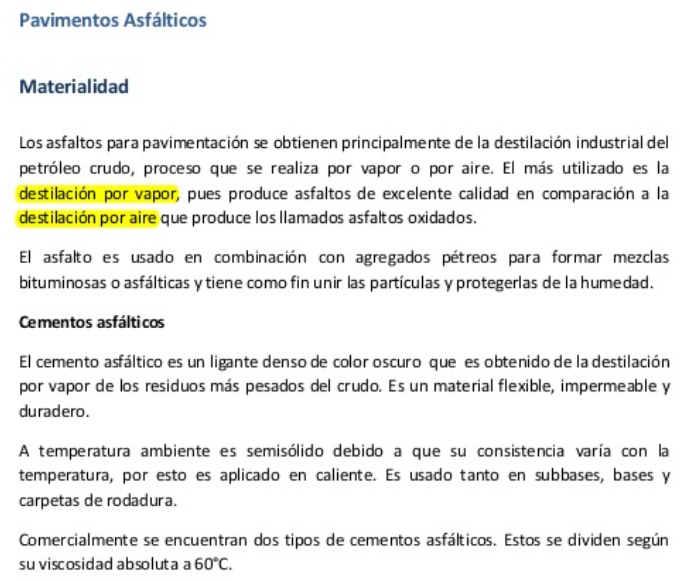 Pavimentos Asfálticos
Materialidad
Los asfaltos para pavimentación se obtienen principalmente de la destilación industrial del
petróleo crudo, proceso que se realiza por vapor o por aire. El más utilizado es la
destilación por vapor, pues produce asfaltos de excelente calidad en comparación a la
destilación por aire que produce los llamados asfaltos oxidados.
El asfalto es usado en combinación con agregados pétreos para formar mezclas
bituminosas o asfálticas y tiene como fin unir las partículas y protegerlas de la humedad.
Cementos asfálticos
El cemento asfáltico es un ligante denso de color oscuro que es obtenido de la destilación
por vapor de los residuos más pesados del crudo. Es un material flexible, impermeable y
duradero.
A temperatura ambiente es semisólido debido a que su consistencia varía con la
temperatura, por esto es aplicado en caliente. Es usado tanto en subbases, bases y
carpetas de rodadura.
Comercialmente se encuentran dos tipos de cementos asfálticos. Estos se dividen según
su viscosidad absoluta a 60°C.